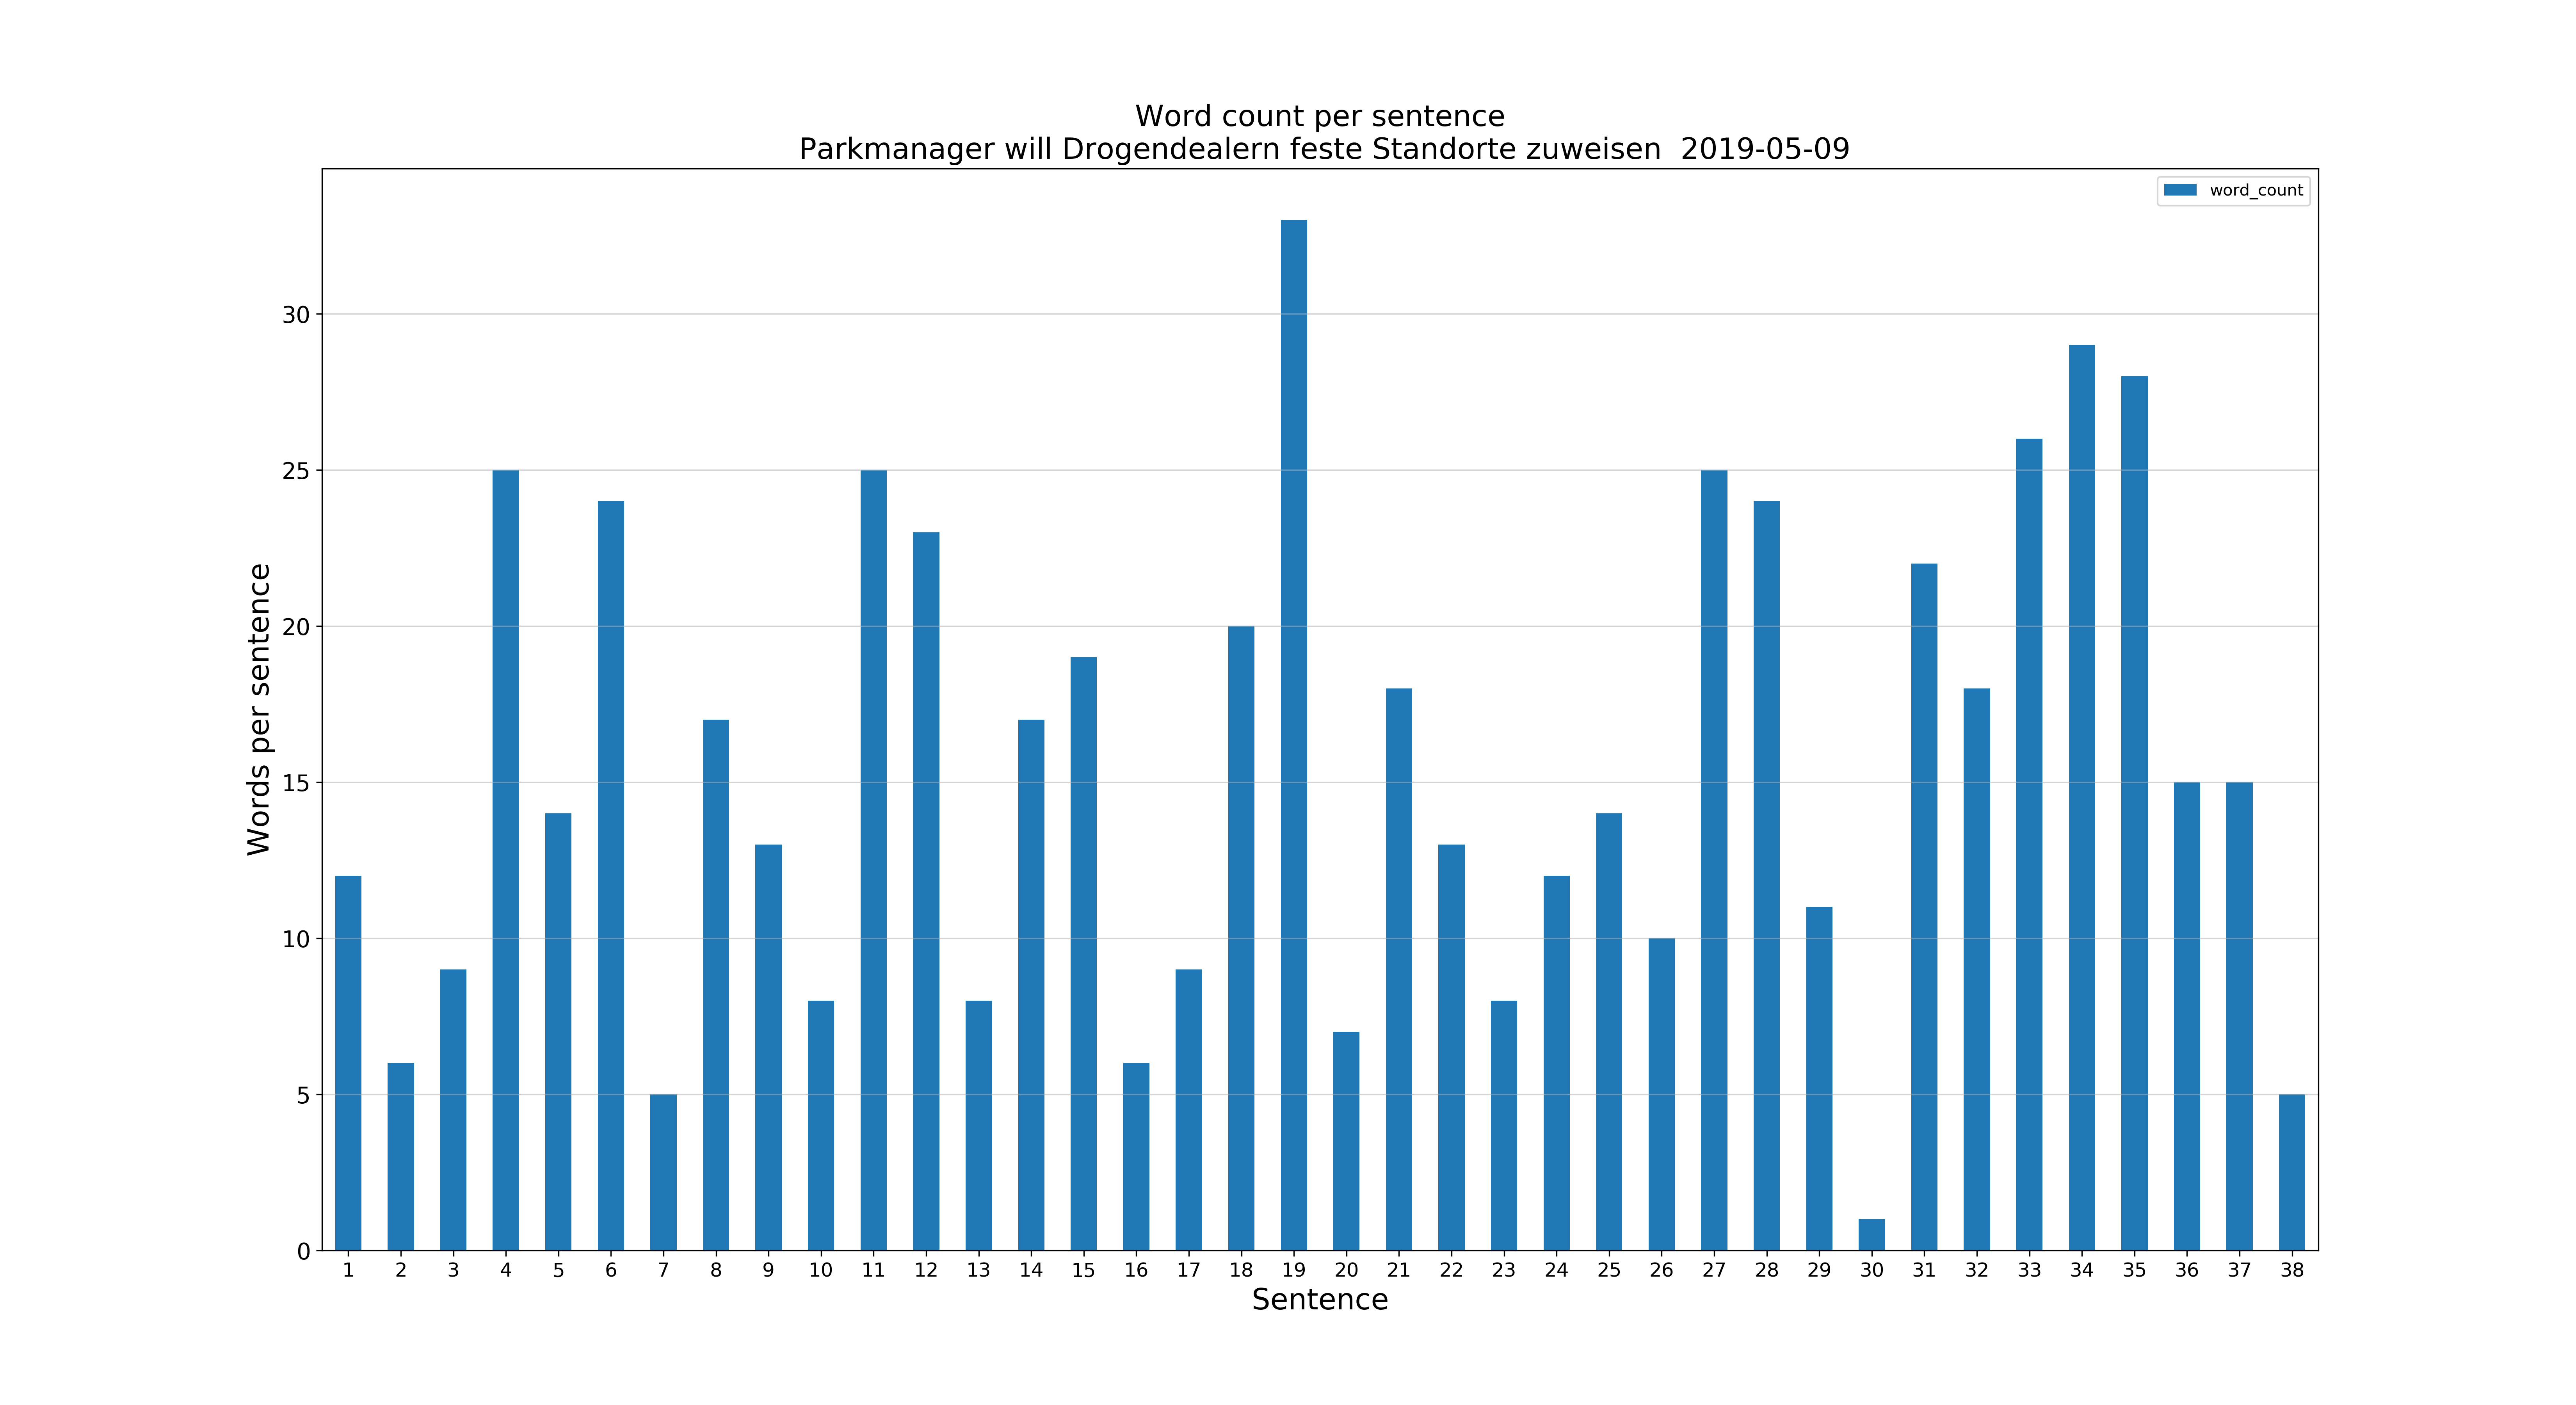 Word count per sentence
Parkmanager will Drogendealern feste Standorte zuweisen  2019-05-09
word_count
30
25
20
15
10
5
0
Words per sentence
1 2 3 4 5 6 7 8 9 10 11 12 13 14 15 16 17 18 19 20 21 22 23 24 25 26 27 28 29 30 31 32 33 34 35 36 37 38
Sentence